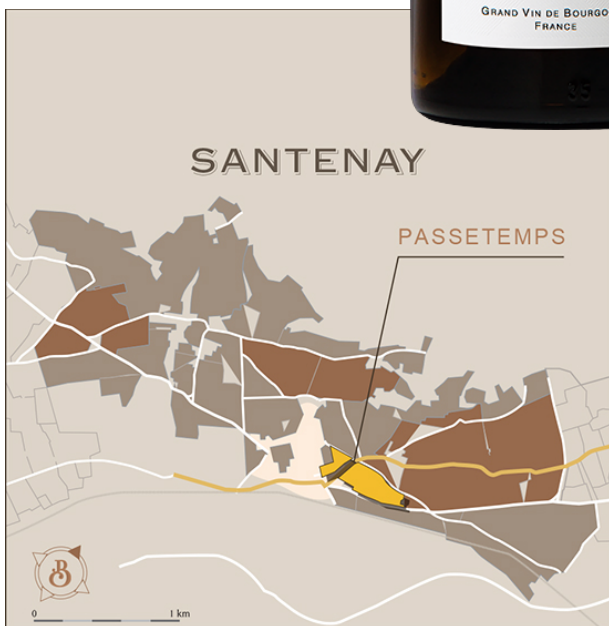 GRAND VIN DE BOURGO
FRANCE
SANTENAY
PASSETEMPS
B
0 1 km